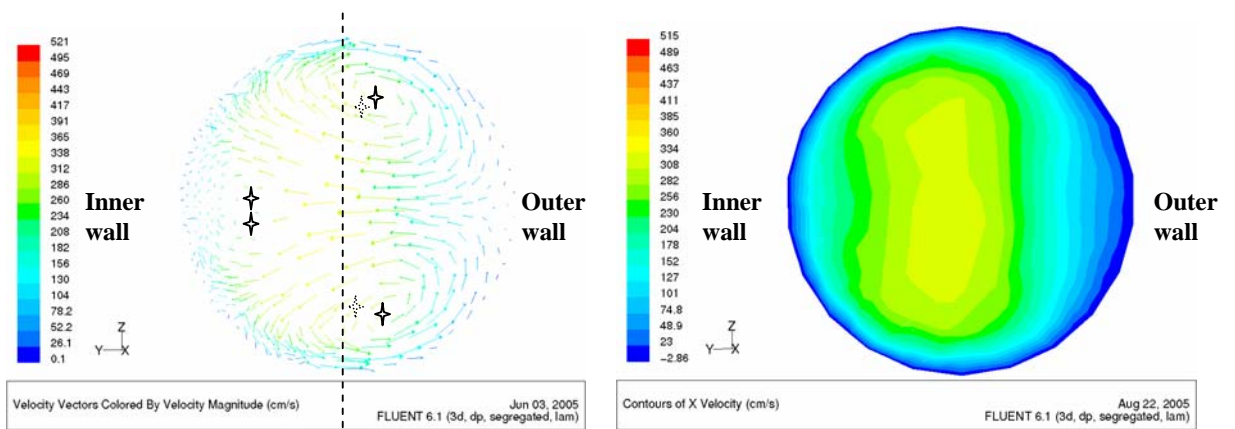 521
495
469
443
417
391
365
338
312
286
260
234
208
182
156
130
104
78.2
52.2
26.1
0.1
Inner
wall
Outer
wall
Z
Y
X
Velocity Vectors Colored By Velocity Magnitude (cm/s)
Jun 03, 2005
FLUENT 6.1 (3d, dp, segregated, lam)
515
489
463
437
411
385
360
334
308
282
256
230
204
178
152
127
101
74.8
48.9
23
−2.86
Inner
wall
Outer
wall
Z
Y
X
Contours of X Velocity (cm/s)
Aug 22, 2005
FLUENT 6.1 (3d, dp, segregated, lam)